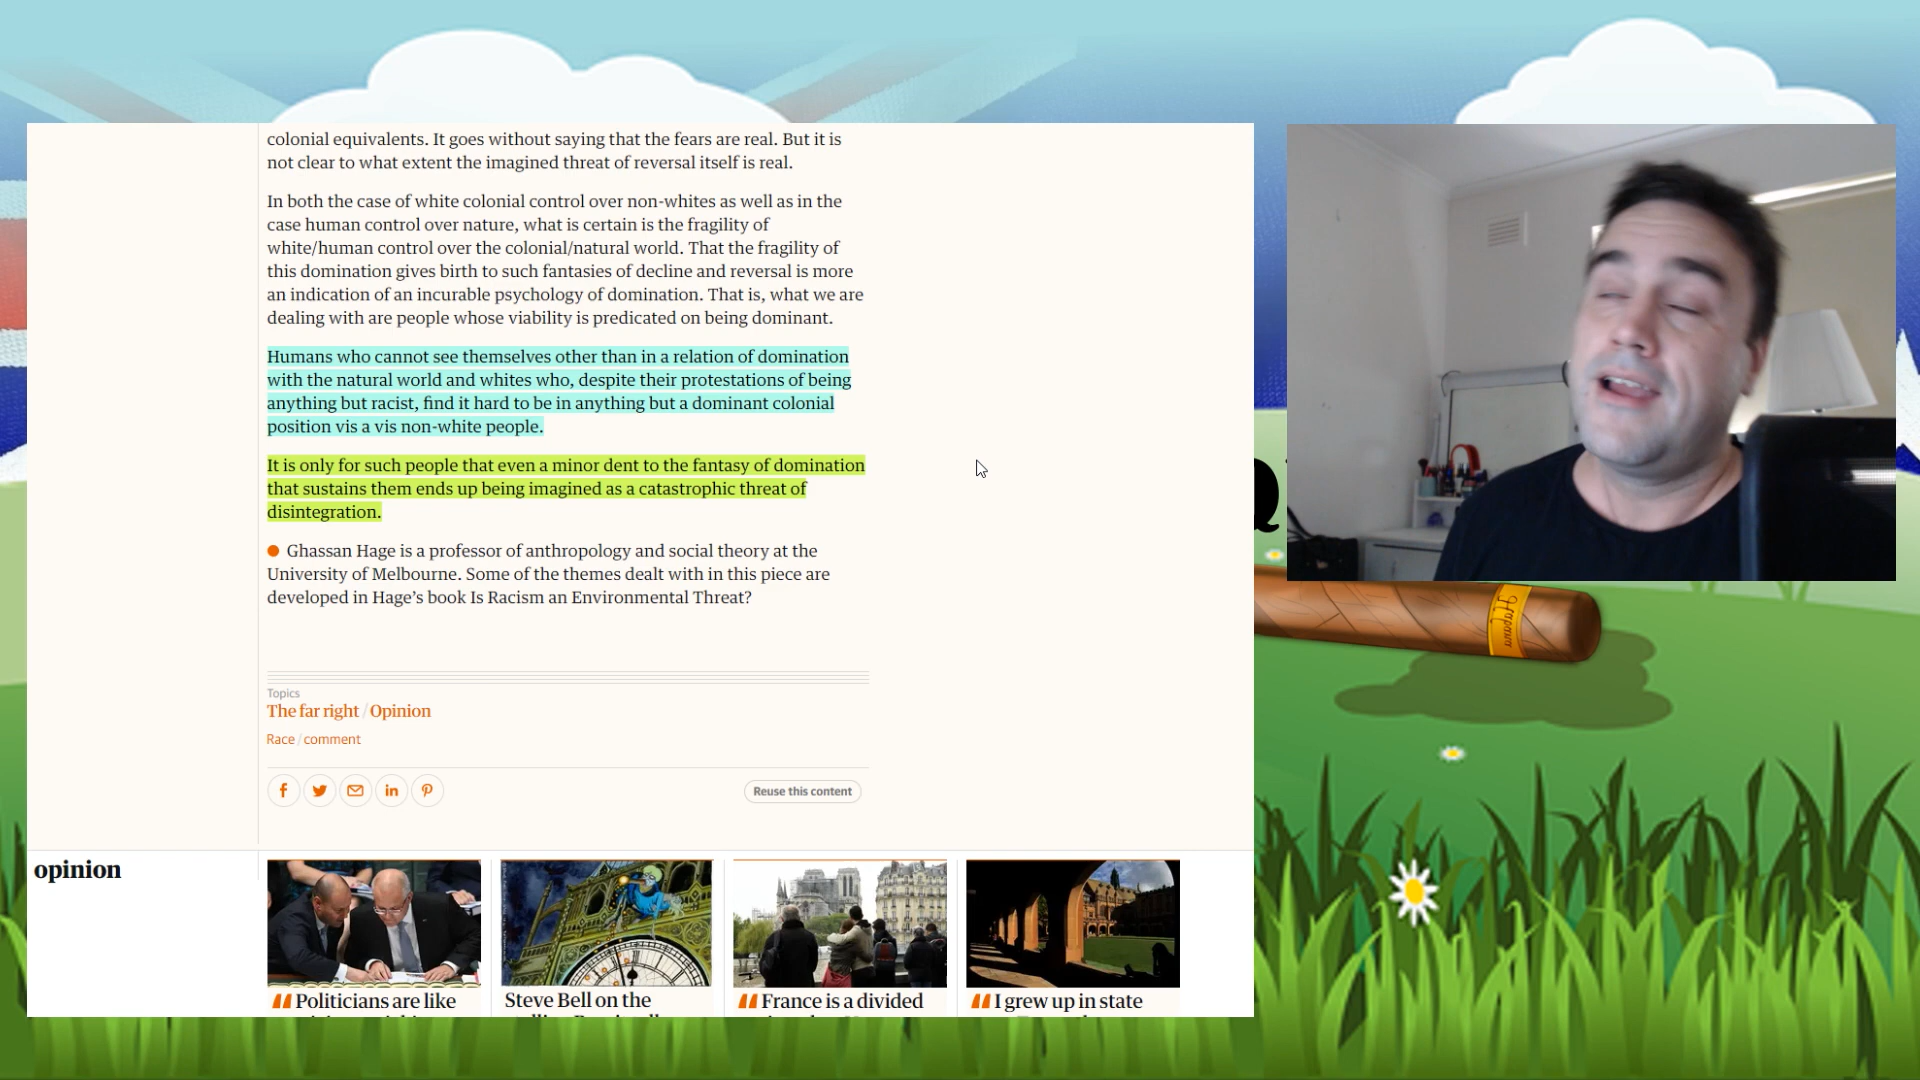 colonial equivalents. It goes without saying that the fears are real. But it is
not clear to what extent the imagined threat of reversal itself is real.
In both the case of white colonial control over non-whites as well as in the
case human control over nature, what is certain is the fragility of
white/human control over the colonial/natural world. That the fragility of
this domination gives birth to such fantasies of decline and reversal is more
an indication of an incurable psychology of domination. That is, what we are
dealing with are people whose viability is predicated on being dominant.
Humans who cannot see themselves other than in a relation of domination
with the natural world and whites who, despite their protestations of being
anything but racist, find it hard to be in anything but a dominant colonial
position vis a vis non-white people.
It is only for such people that even a minor dent to the fantasy of domination
that sustains them ends up being imagined as a catastrophic threat of
disintegration.
Ghassan Hage is a professor of anthropology and social theory at the
University of Melbourne. Some of the themes dealt with in this piece are
developed in Hage’s book Is Racism an Environmental Threat?
Topics
The far right / Opinion
Race / comment
Reuse this content
opinion
Politicians are like
Steve Bell on the
France is a divided
I grew up in state
Habana